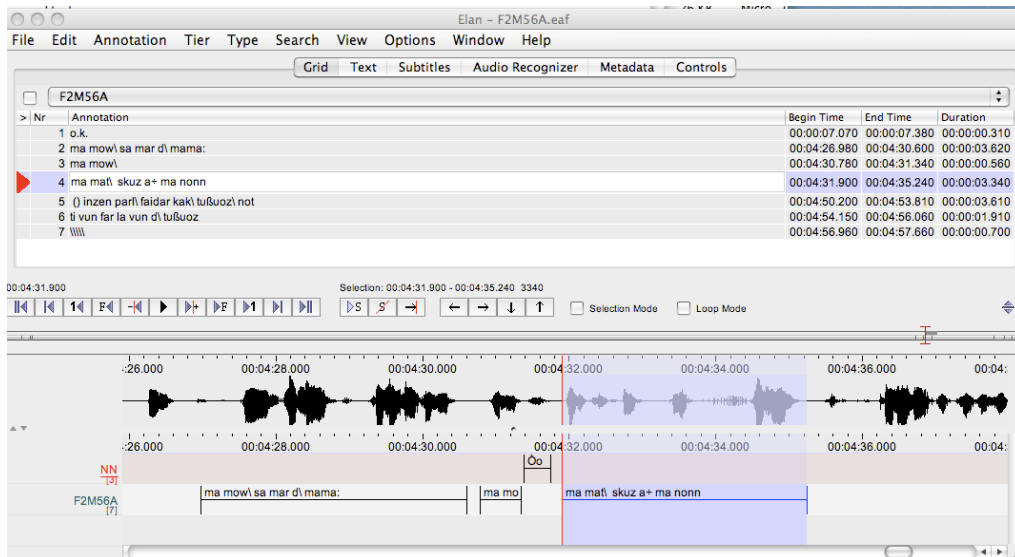 Elan – F2M56A.eaf
File Edit Annotation Tier Type Search View Options Window Help
Grid Text Subtitles Audio Recognizer Metadata Controls
F2M56A
> Nr Annotation Begin Time End Time Duration
1 o.k. 00:00:07.070 00:00:07.380 00:00:00.310
2 ma mow\ sa mar d\ mama: 00:04:26.980 00:04:30.600 00:00:03.620
3 ma mow\ 00:04:30.780 00:04:31.340 00:00:00.560
4 ma mat\ skuz a÷ ma nonn 00:04:31.900 00:04:35.240 00:00:03.340
5 () inzen parl\ faidar kak\ tußuoz\ not 00:04:50.200 00:04:53.810 00:00:03.610
6 ti vun far la vun d\ tußuoz 00:04:54.150 00:04:56.060 00:00:01.910
7 \\\\\ 00:04:56.960 00:04:57.660 00:00:00.700
00:04:31.900 Selection: 00:04:31.900 - 00:04:35.240 3340
1 F + F 1 S S Selection Mode Loop Mode
:26.000 00:04:28.000 00:04:30.000 00:04:32.000 00:04:34.000 00:04:36.000 00:04:
:26.000 00:04:28.000 00:04:30.000 00:04:32.000 00:04:34.000 00:04:36.000 00:04:
NN
[3]
F2M56A ma mow\ sa mar d\ mama: ma mo ma mat\ skuz a÷ ma nonn
[7]